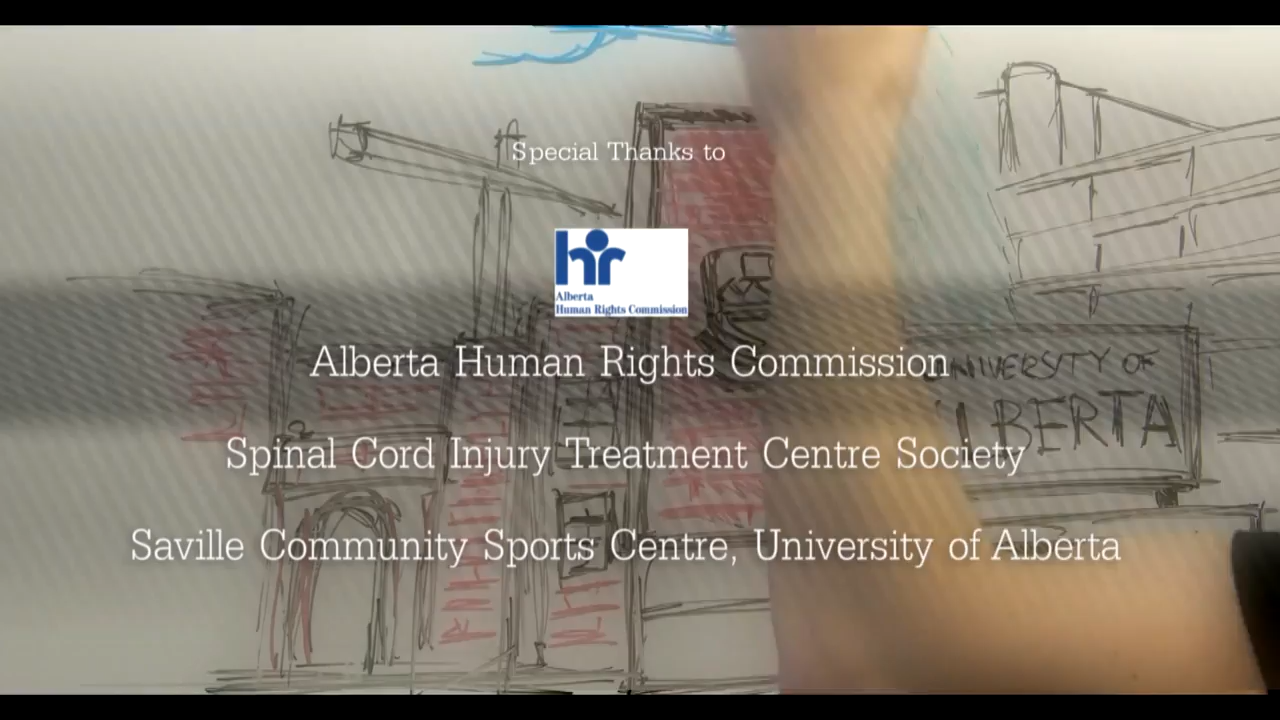 Special Thanks to
hr
Alberta
Human Rights Commission
Alberta Human Rights Commission
UNIVERSITY OF
ALBERTA
Spinal Cord Injury Treatment Centre Society
Saville Community Sports Centre, University of Alberta